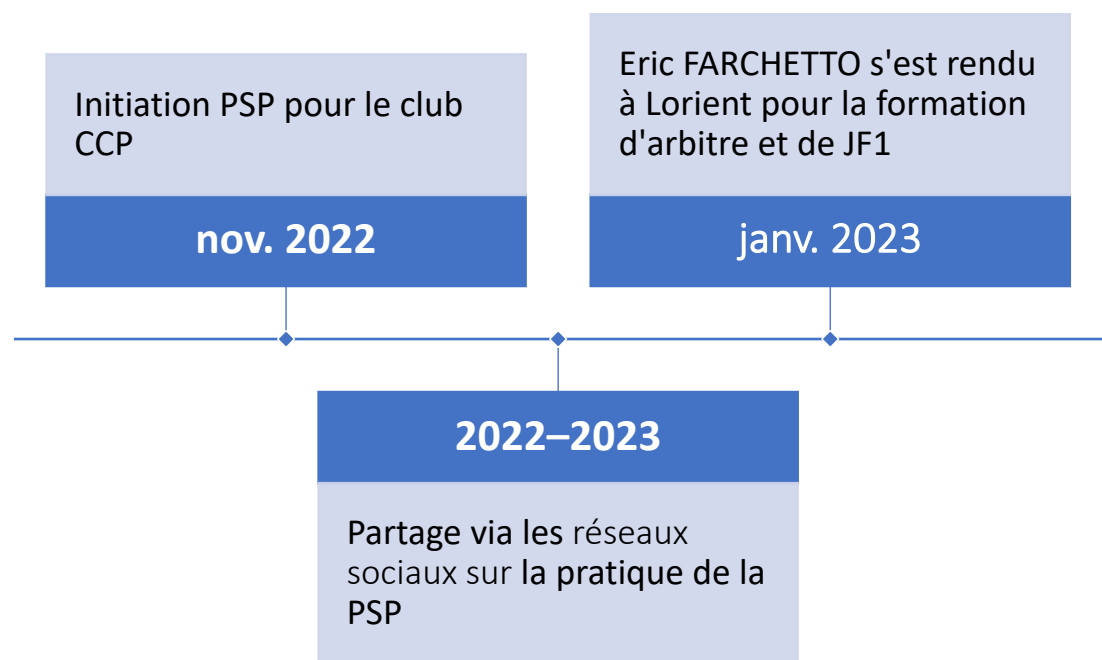 Initiation PSP pour le club
CCP
nov. 2022
Eric FARCHETTO s'est rendu
à Lorient pour la formation
d'arbitre et de JF1
janv. 2023
2022–2023
Partage via les réseaux
sociaux sur la pratique de la
PSP